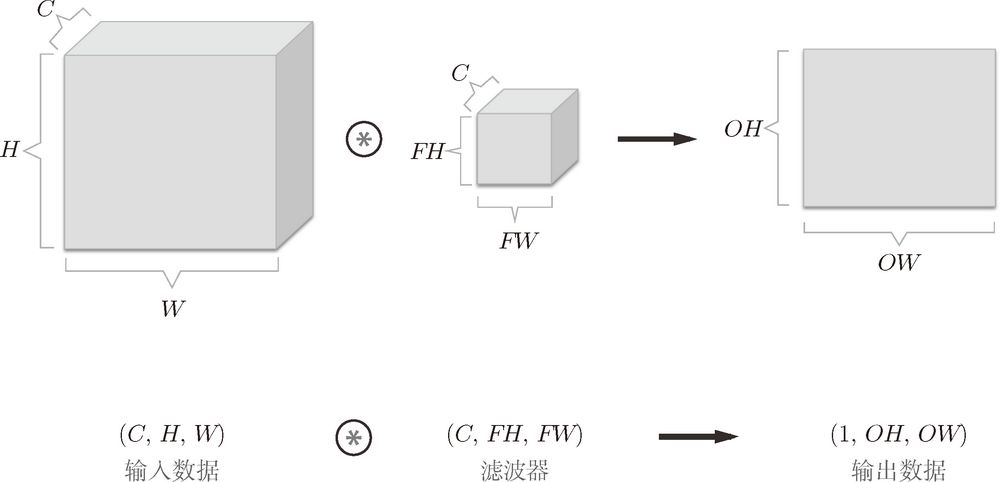 C
H
W
C
FH
FW
OH
OW
(C, H, W)
(C, FH, FW)
(1, OH, OW)
输入数据
滤波器
输出数据